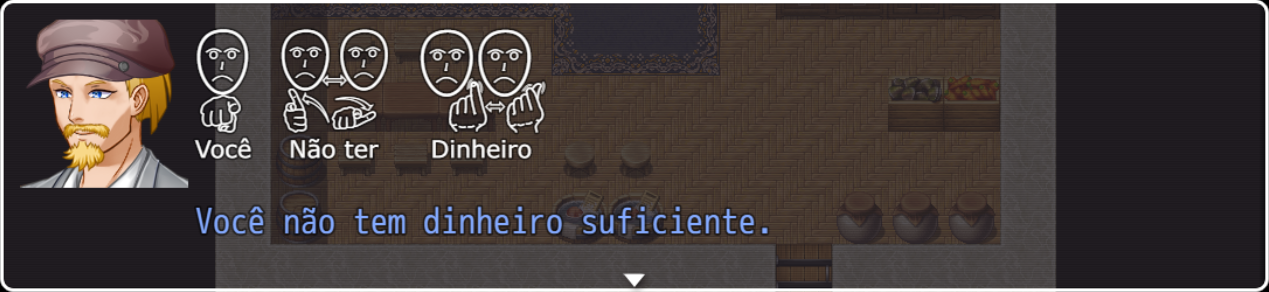 Você Não ter Dinheiro
Você não tem dinheiro suficiente.